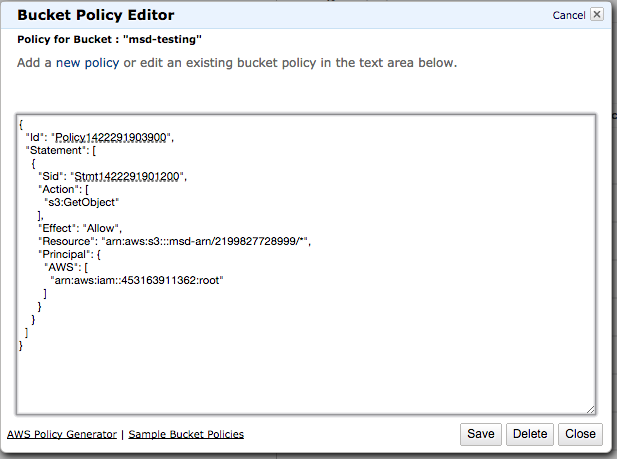 Bucket Policy Editor
Cancel
Policy for Bucket : "msd-testing"
Add a new policy or edit an existing bucket policy in the text area below.
{
"Id": "Policy1422291903900",
"Statement": [
{
"Sid": "Stmt1422291901200",
"Action": [
"s3:GetObject"
],
"Effect": "Allow",
"Resource": "arn:aws:s3:::msd-arn/2199827728999/*",
"Principal": {
"AWS": [
"arn:aws:iam::453163911362:root"
]
}
}
]
}
AWS Policy Generator | Sample Bucket Policies
Save
Delete
Close